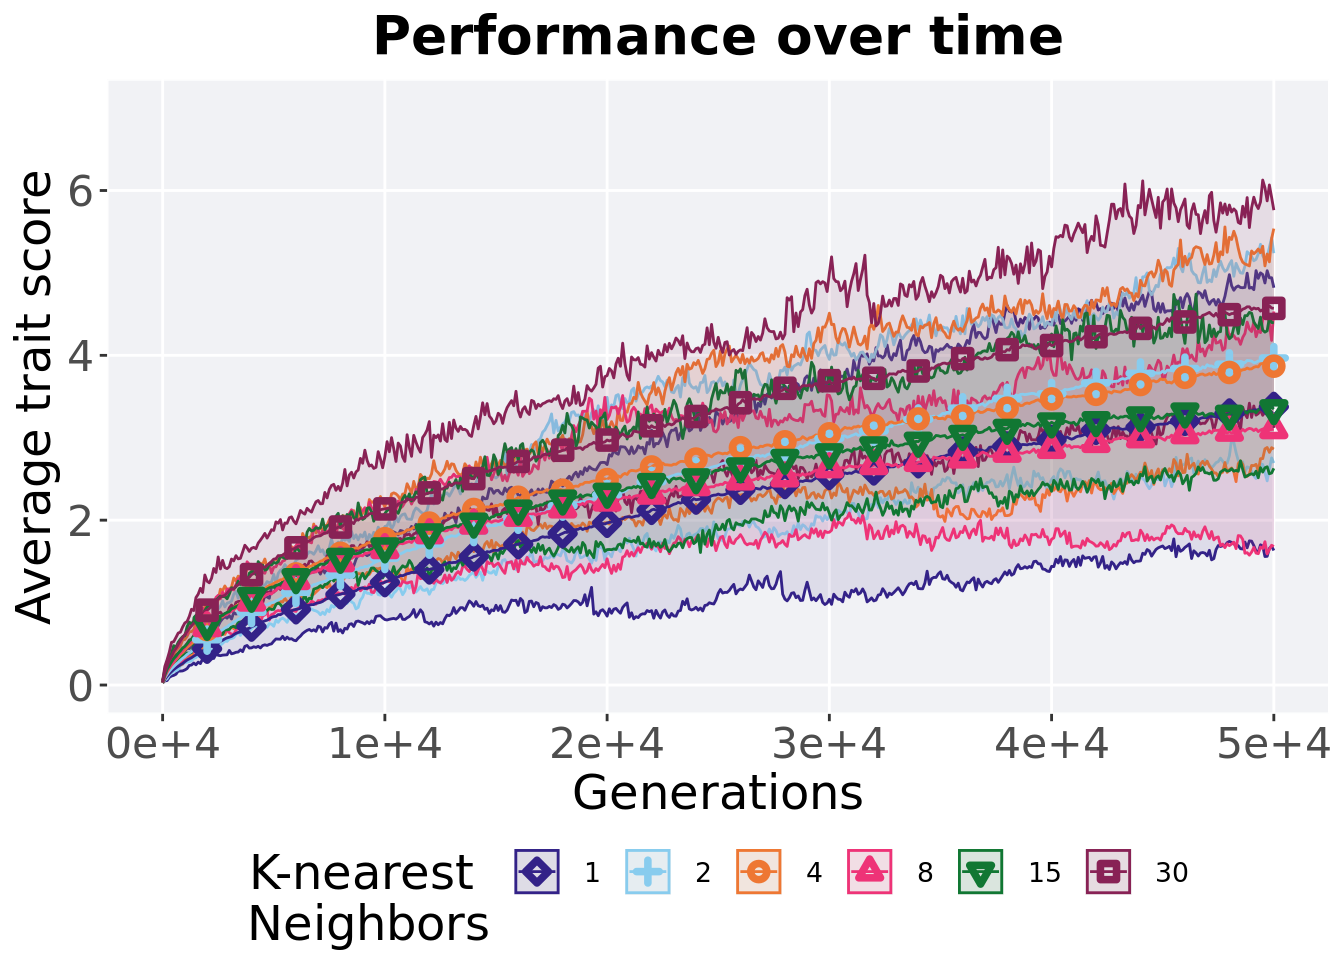 Performance over time
Average trait score
6
4
2
0
0e+4 1e+4 2e+4 3e+4 4e+4 5e+4
Generations
K-nearest
Neighbors
1 2 4 8 15 30